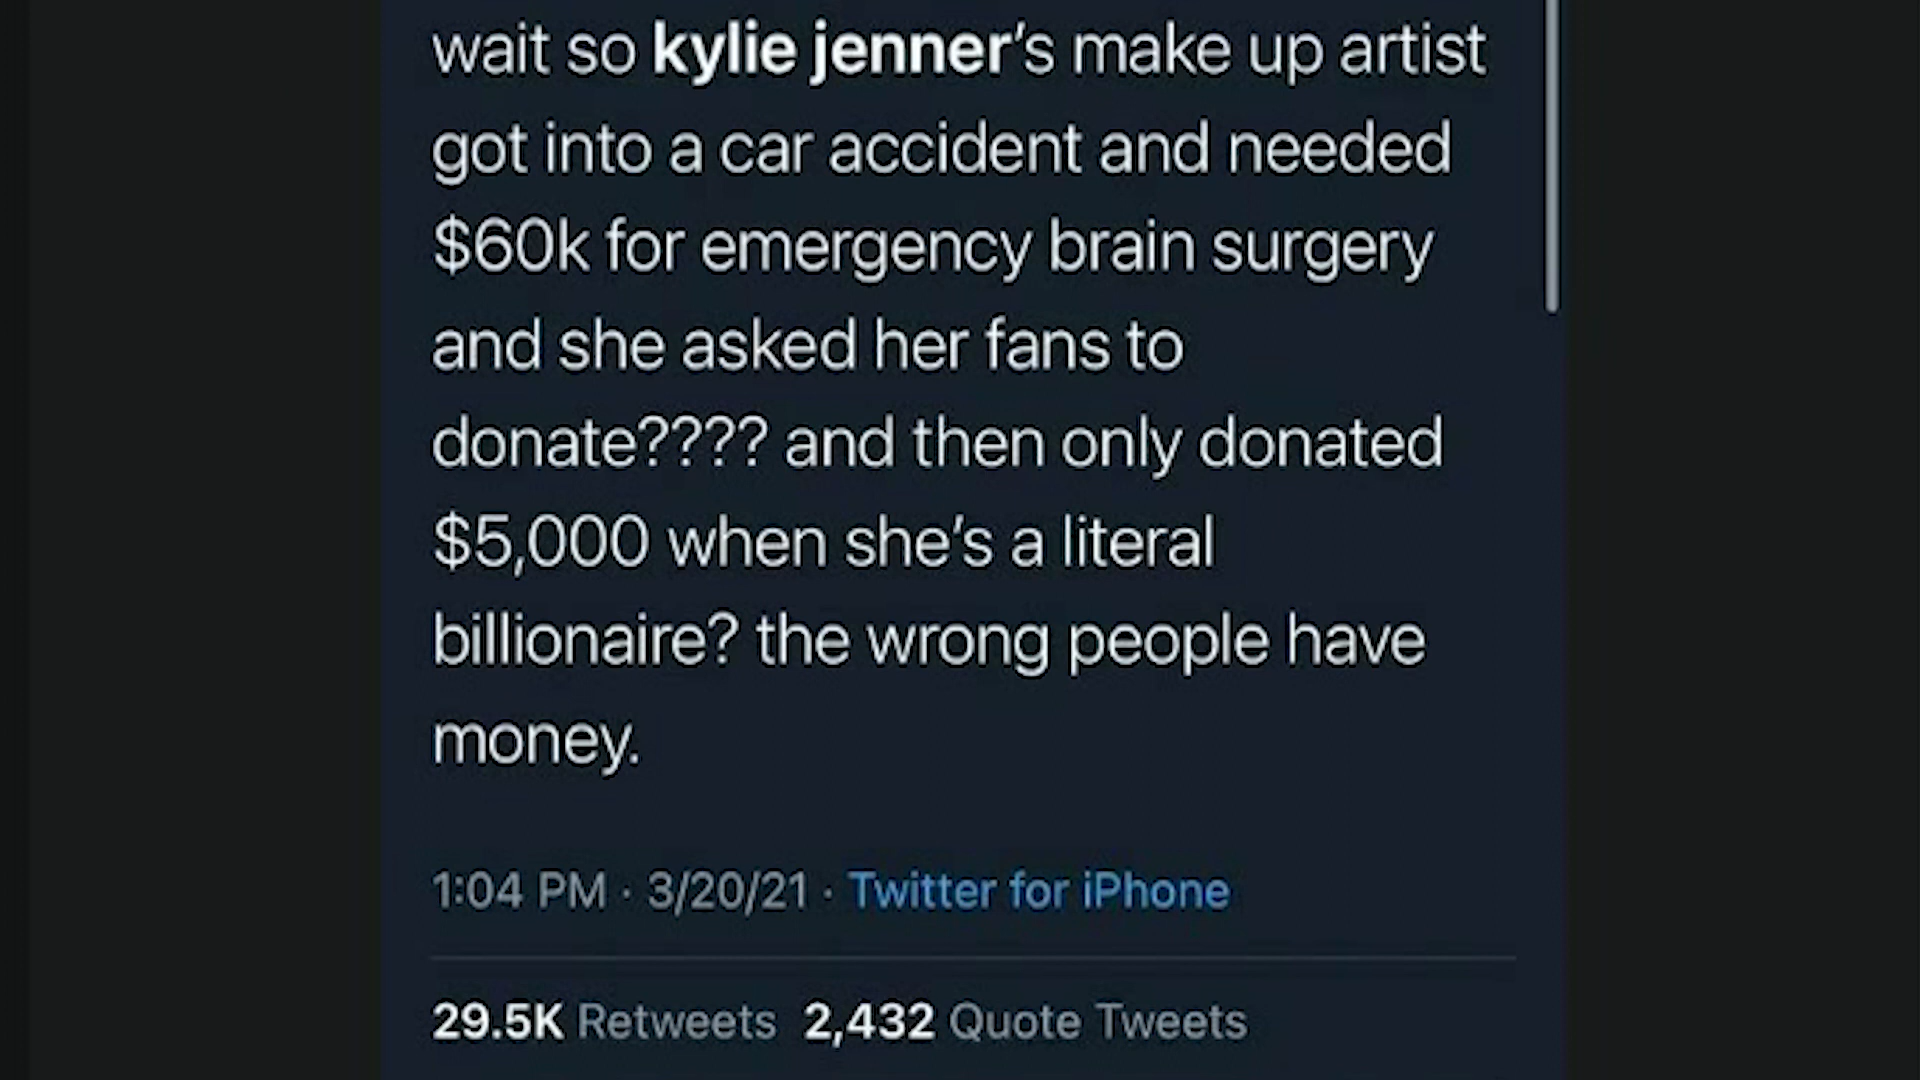 wait so kylie jenner's make up artist
got into a car accident and needed
$60k for emergency brain surgery
and she asked her fans to
donate???? and then only donated
$5,000 when she's a literal
billionaire? the wrong people have
money.
1:04 PM · 3/20/21 · Twitter for iPhone
29.5K Retweets 2,432 Quote Tweets